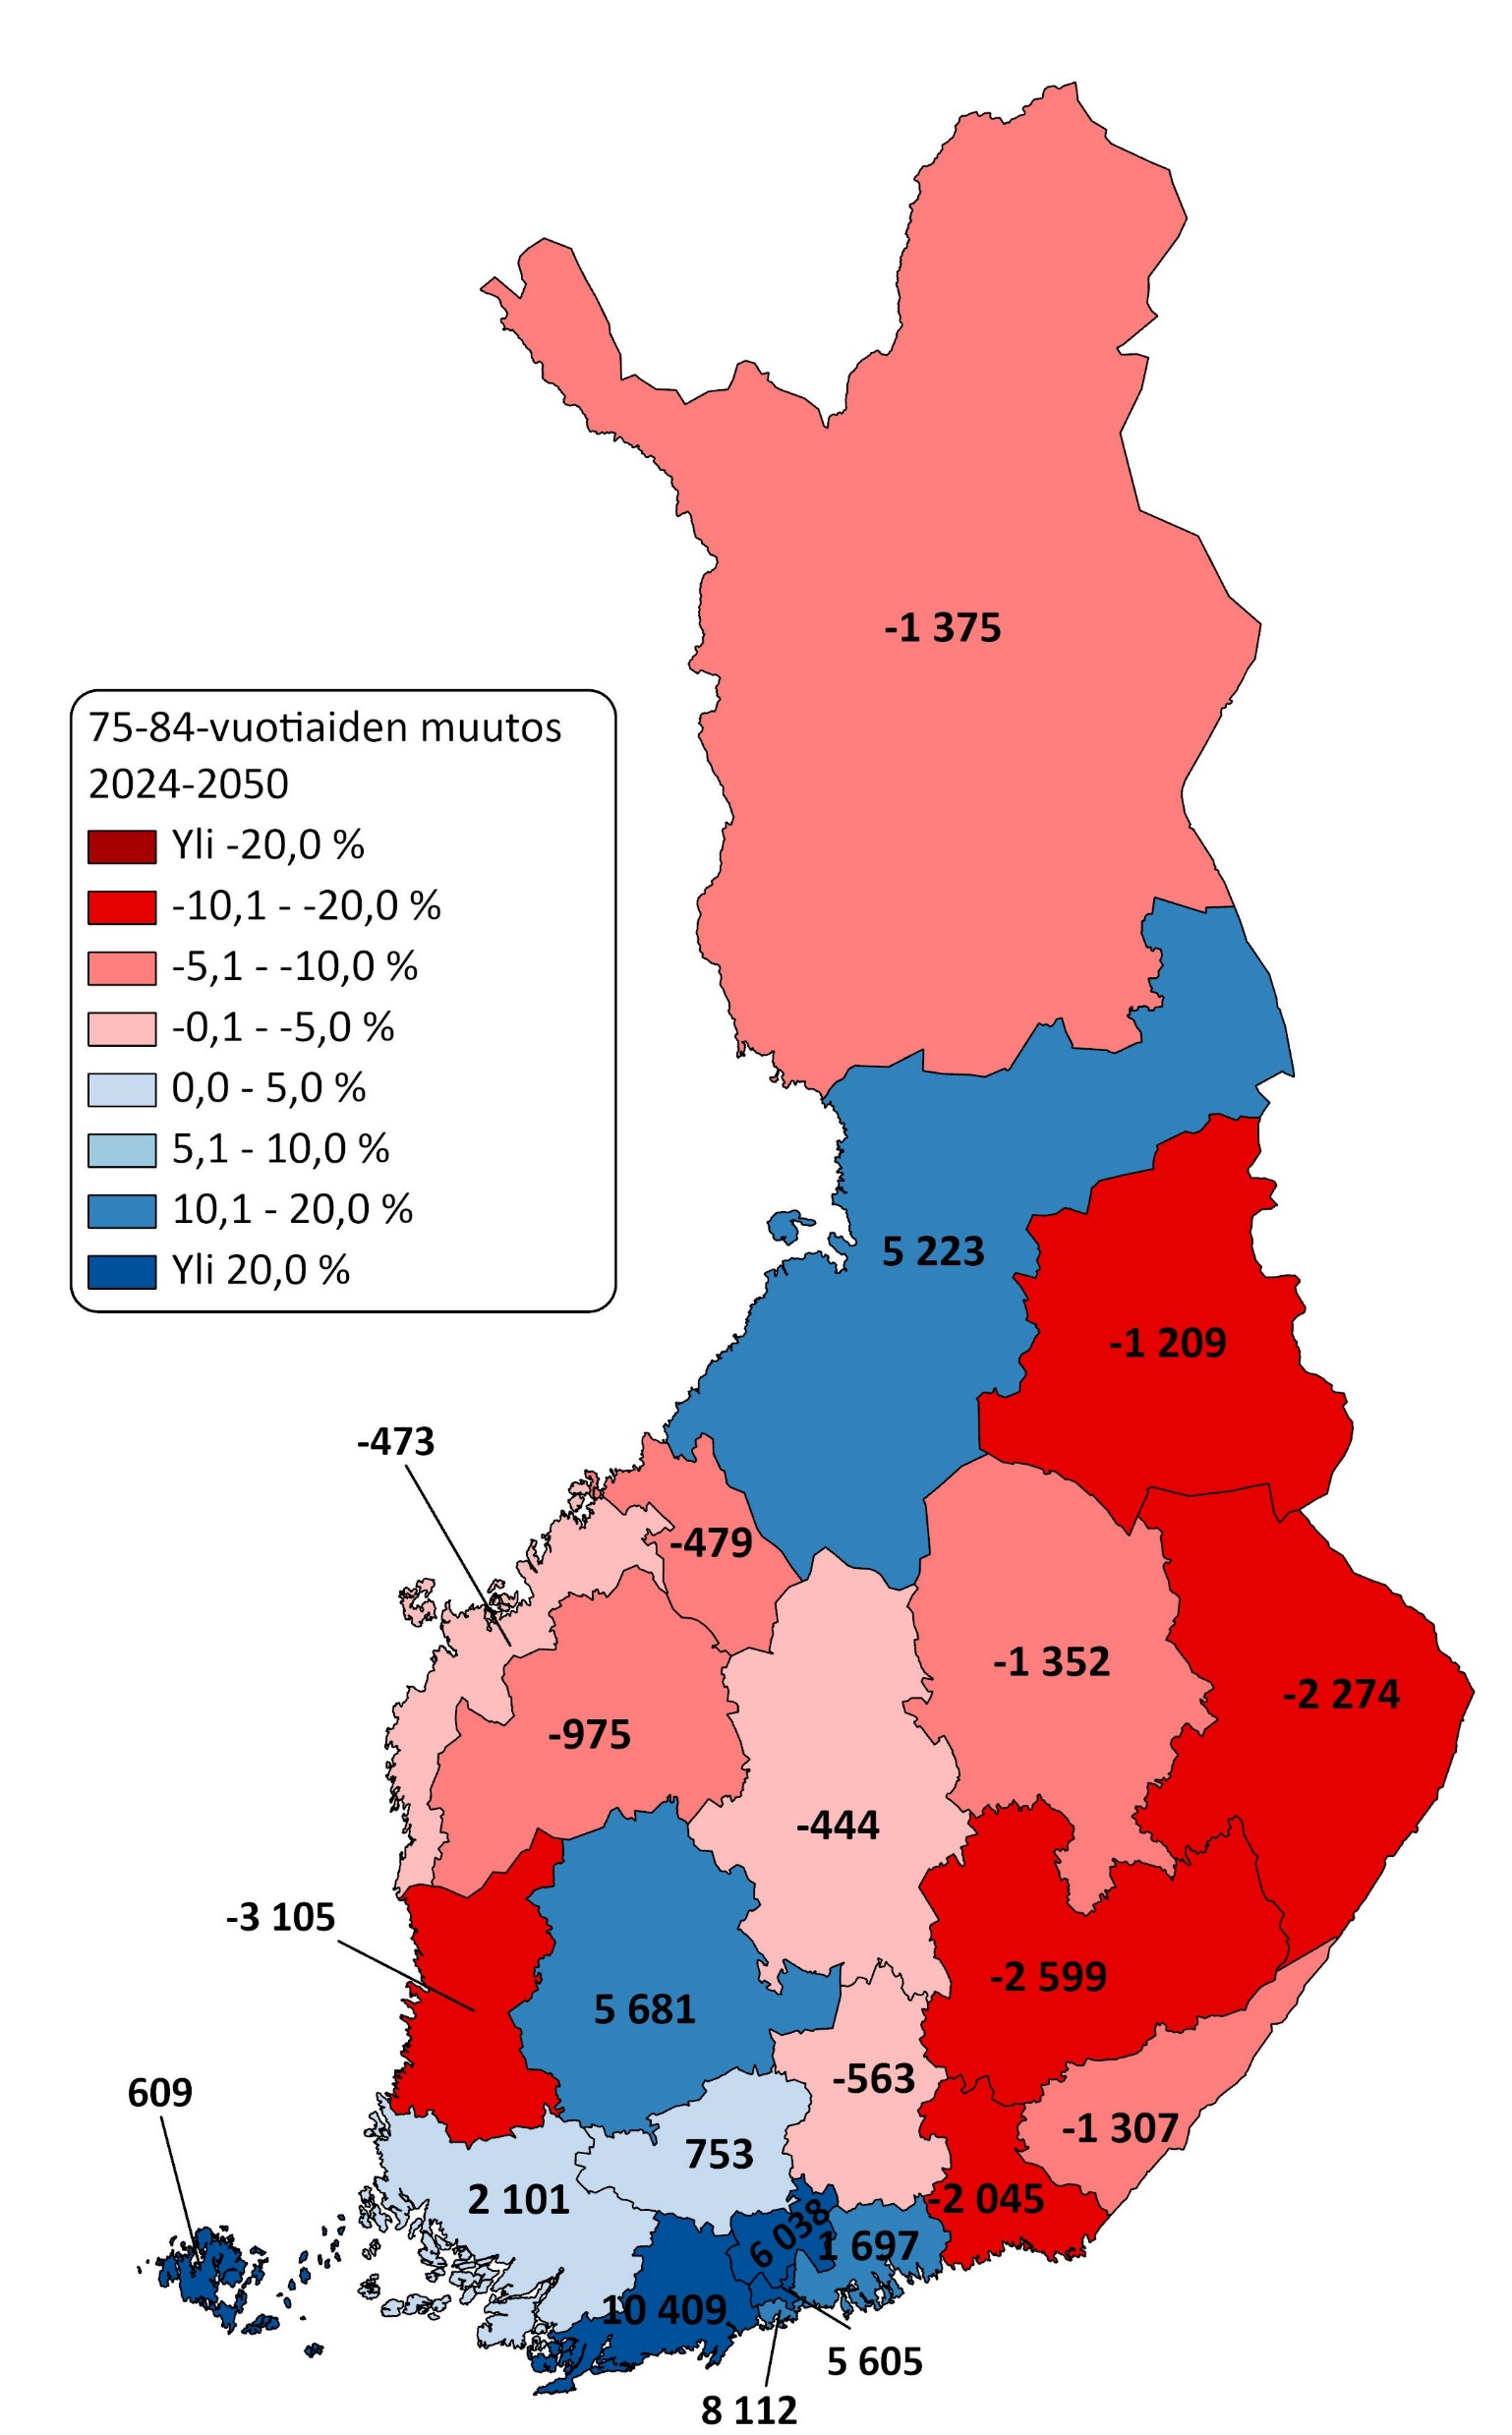 -1 375
75-84-vuotiaiden muutos
2024-2050
Yli -20,0 %
-10,1 - -20,0 %
-5,1 - -10,0 %
-0,1 - -5,0 %
0,0 - 5,0 %
5,1 - 10,0 %
10,1 - 20,0 %
Yli 20,0 %
5 223
-1 209
-473
-479
-1 352
-2 274
-975
-444
-3 105
-2 599
5 681
-563
609
-1 307
753
2 101
-2 045
6 038
1 697
10 409
5 605
8 112